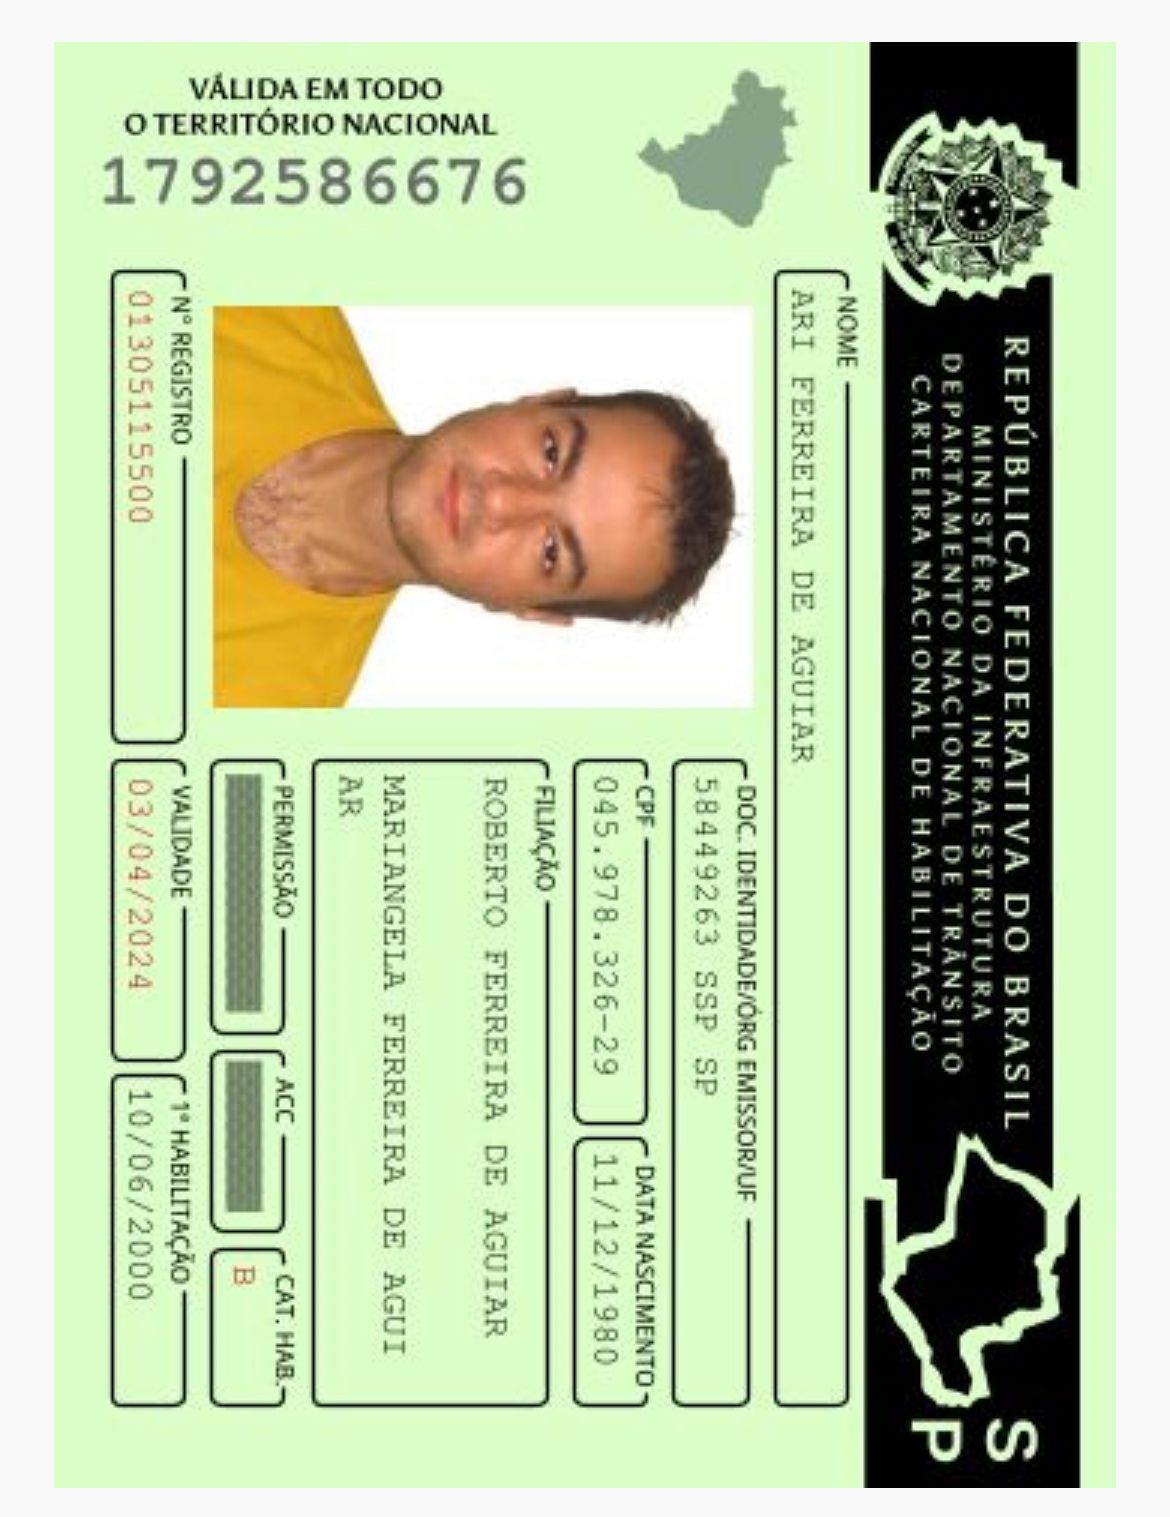 VÁLIDA EM TODO
O TERRITÓRIO NACIONAL
1792586676
REPÚBLICA FEDERATIVA DO BRASIL
MINISTÉRIO DA INFRAESTRUTURA
DEPARTAMENTO NACIONAL DE TRÂNSITO
CARTEIRA NACIONAL DE HABILITAÇÃO
SP
NOME
ARI FERREIRA DE AGUIAR
DOC. IDENTIDADE/ÓRG EMISSOR/UF
58449263 SSP SP
CPF
045.978.326-29
DATA NASCIMENTO
11/12/1980
FILIAÇÃO
ROBERTO FERREIRA DE AGUIAR
MARIANGELA FERREIRA DE AGUI
AR
PERMISSÃO
ACC
CAT. HAB.
B
Nº REGISTRO
01305115500
VALIDADE
03/04/2024
1ª HABILITAÇÃO
10/06/2000